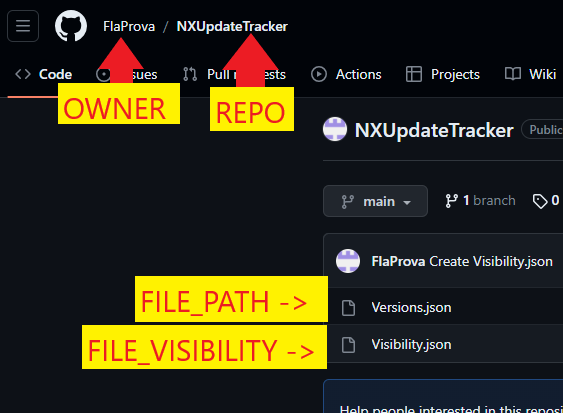 FlaProva / NXUpdateTracker
Code Issues Pull requests Actions Projects Wiki
OWNER REPO
NXUpdateTracker Public
main 1 branch 0
FlaProva Create Visibility.json
FILE_PATH -> Versions.json
FILE_VISIBILITY -> Visibility.json
Help people interested in this